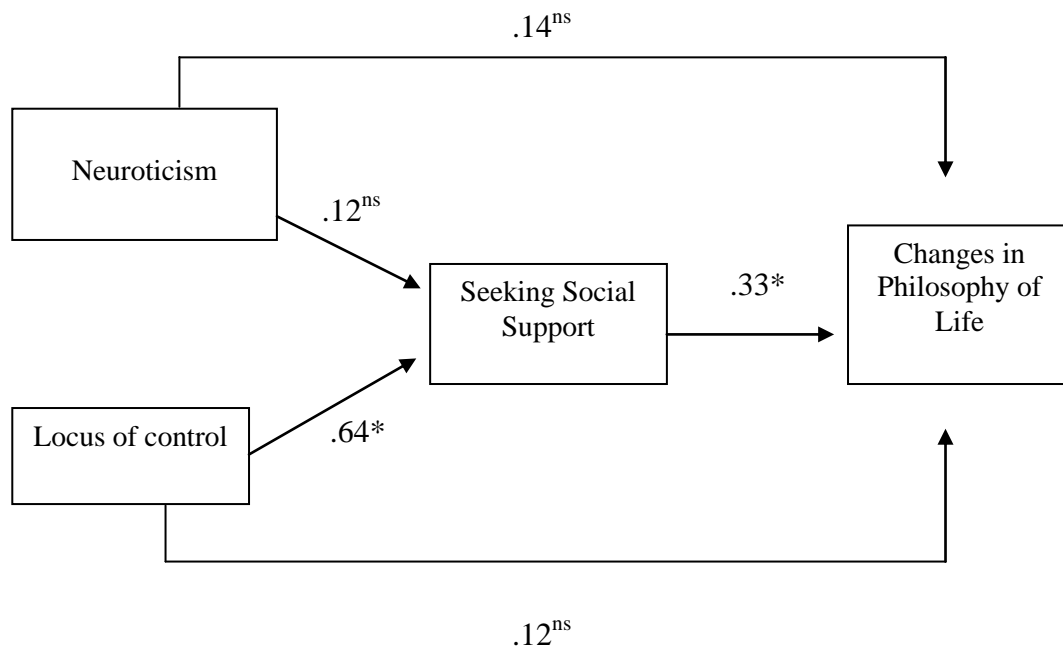 .14ns
Neuroticism
.12ns
Changes in
Philosophy of
Life
Seeking Social
Support
.33*
Locus of control
.64*
.12ns